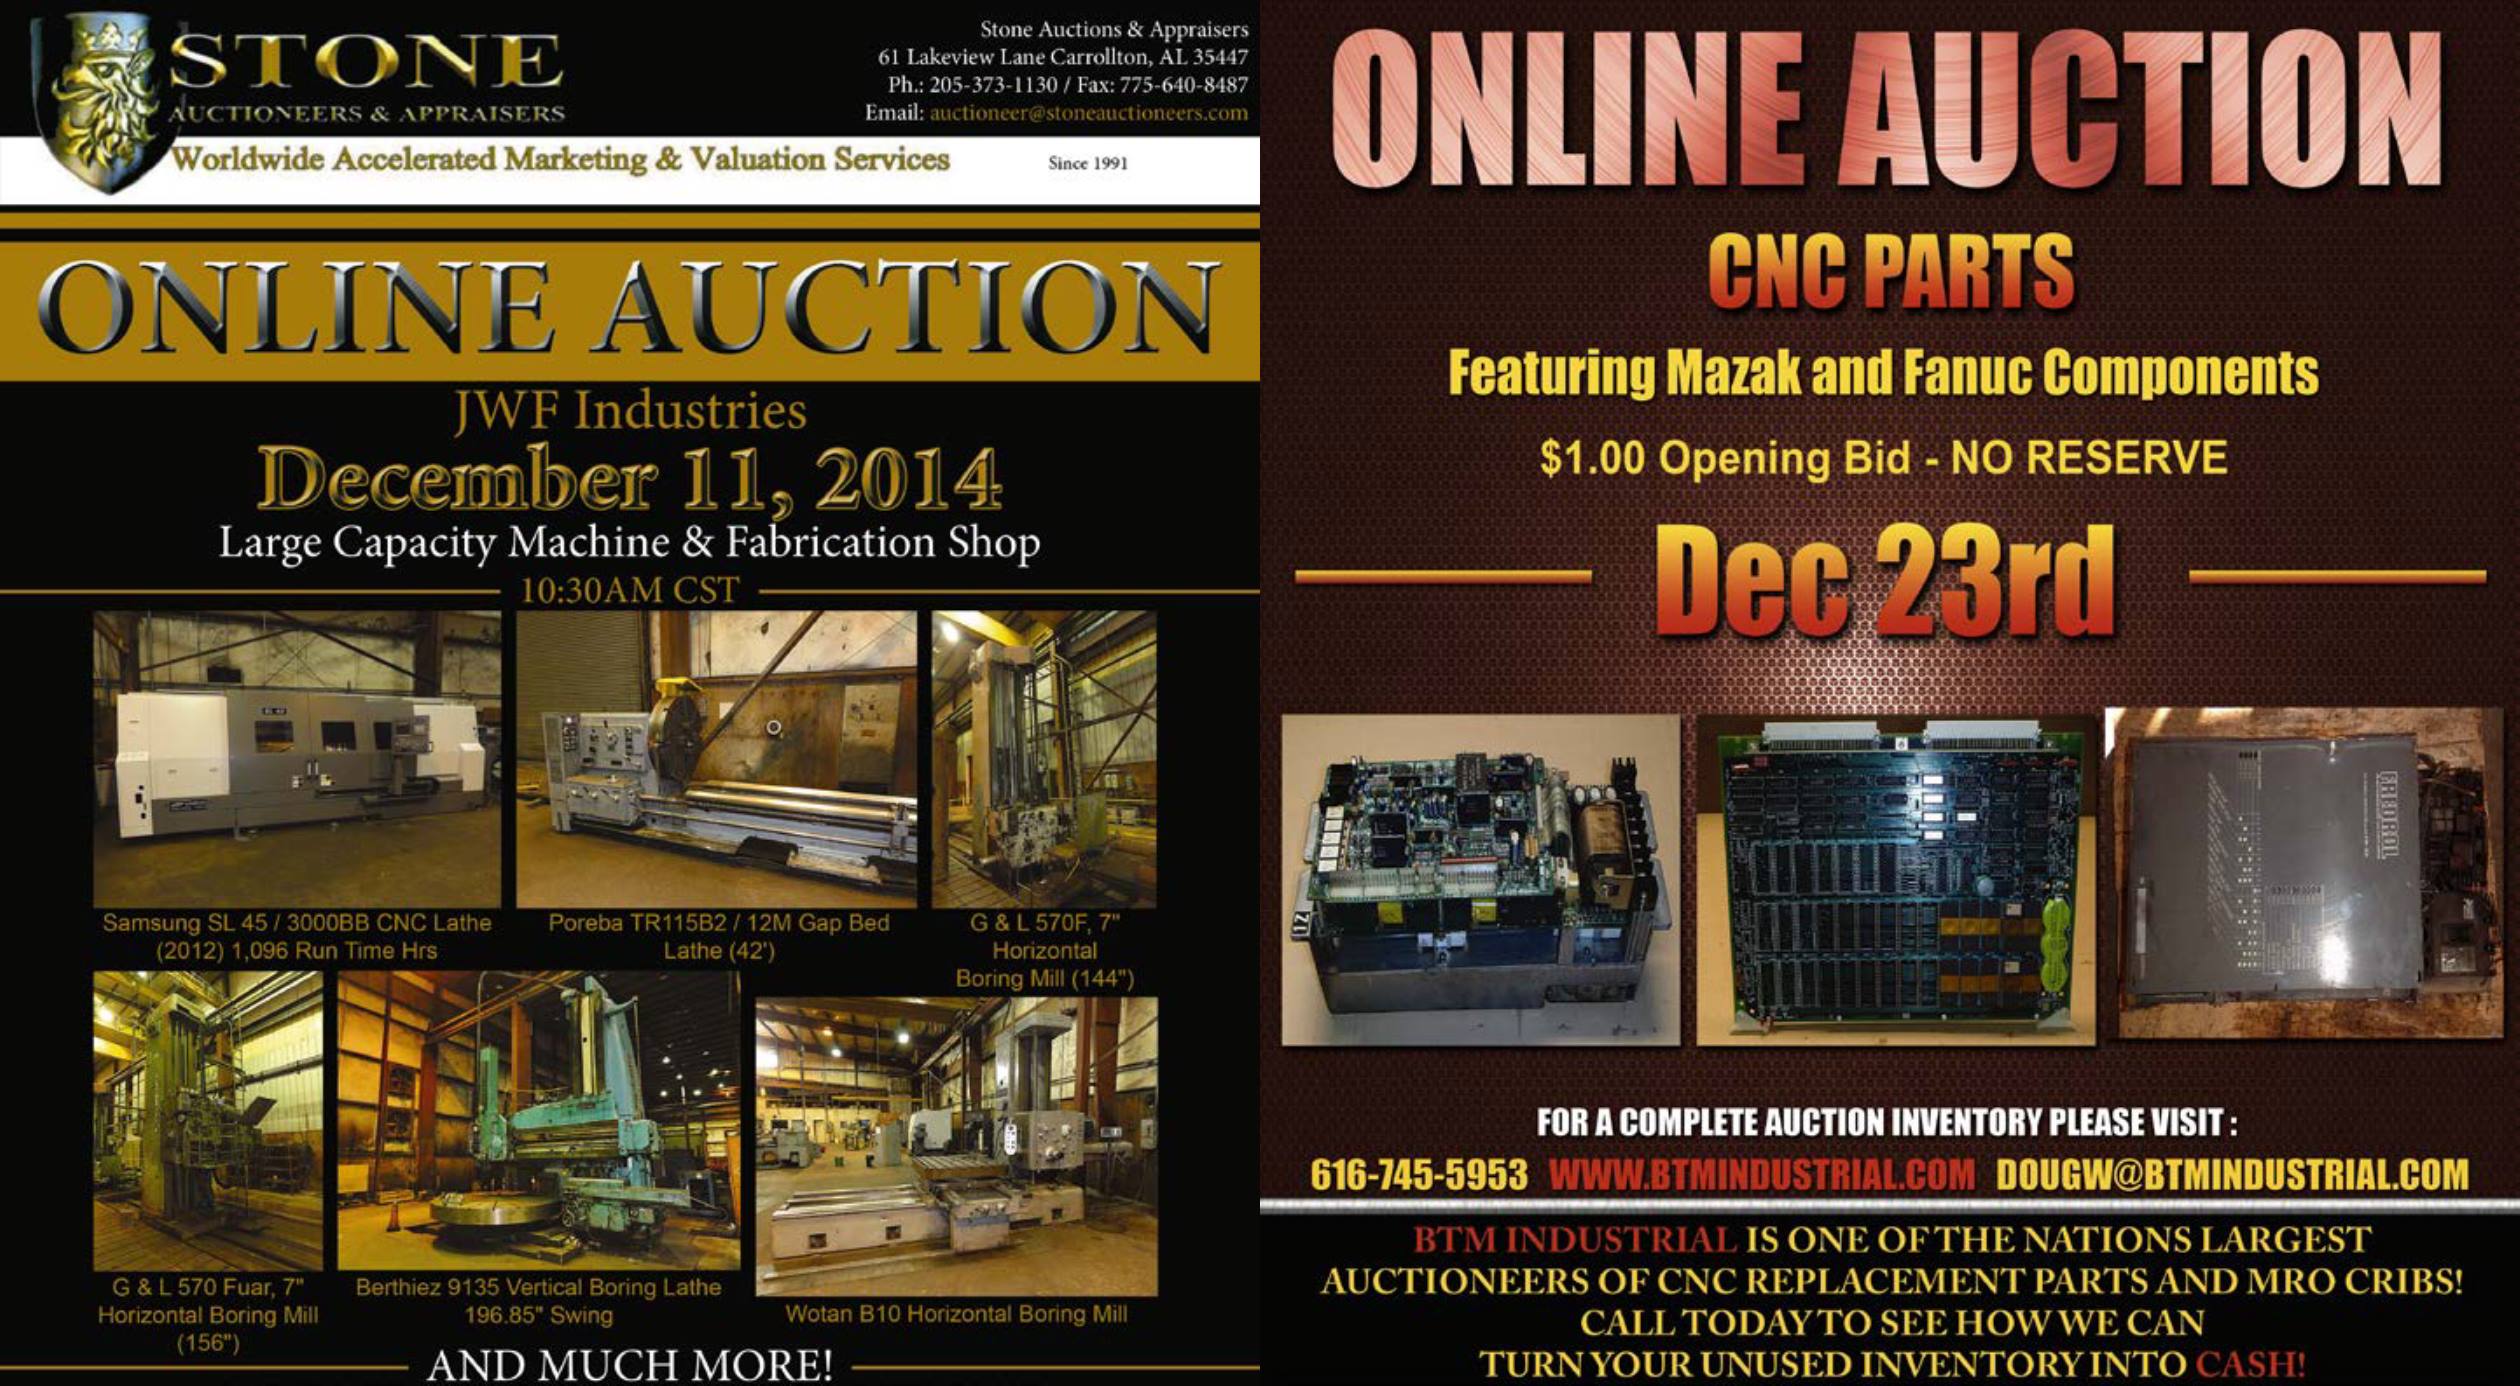 STONE
AUCTIONEERS & APPRAISERS
Stone Auctions & Appraisers
61 Lakeview Lane Carrollton, AL 35447
Ph.: 205-373-1130 / Fax: 775-640-8487
Email: auctioneer@stoneauctioneers.com
Worldwide Accelerated Marketing & Valuation Services
Since 1991
ONLINE AUCTION
JWF Industries
December 11, 2014
Large Capacity Machine & Fabrication Shop
10:30AM CST
Samsung SL 45 / 3000BB CNC Lathe
(2012) 1,096 Run Time Hrs
Poreba TR115B2 / 12M Gap Bed
Lathe (42')
G & L 570F, 7"
Horizontal
Boring Mill (144")
G & L 570 Fuar, 7"
Horizontal Boring Mill
(156")
Berthiez 9135 Vertical Boring Lathe
196.85" Swing
Wotan B10 Horizontal Boring Mill
AND MUCH MORE!
ONLINE AUCTION
CNC PARTS
Featuring Mazak and Fanuc Components
$1.00 Opening Bid - NO RESERVE
Dec 23rd
FOR A COMPLETE AUCTION INVENTORY PLEASE VISIT :
616-745-5953 WWW.BTMINDUSTRIAL.COM DOUGW@BTMINDUSTRIAL.COM
BTM INDUSTRIAL IS ONE OF THE NATIONS LARGEST
AUCTIONEERS OF CNC REPLACEMENT PARTS AND MRO CRIBS!
CALL TODAY TO SEE HOW WE CAN
TURN YOUR UNUSED INVENTORY INTO CASH!